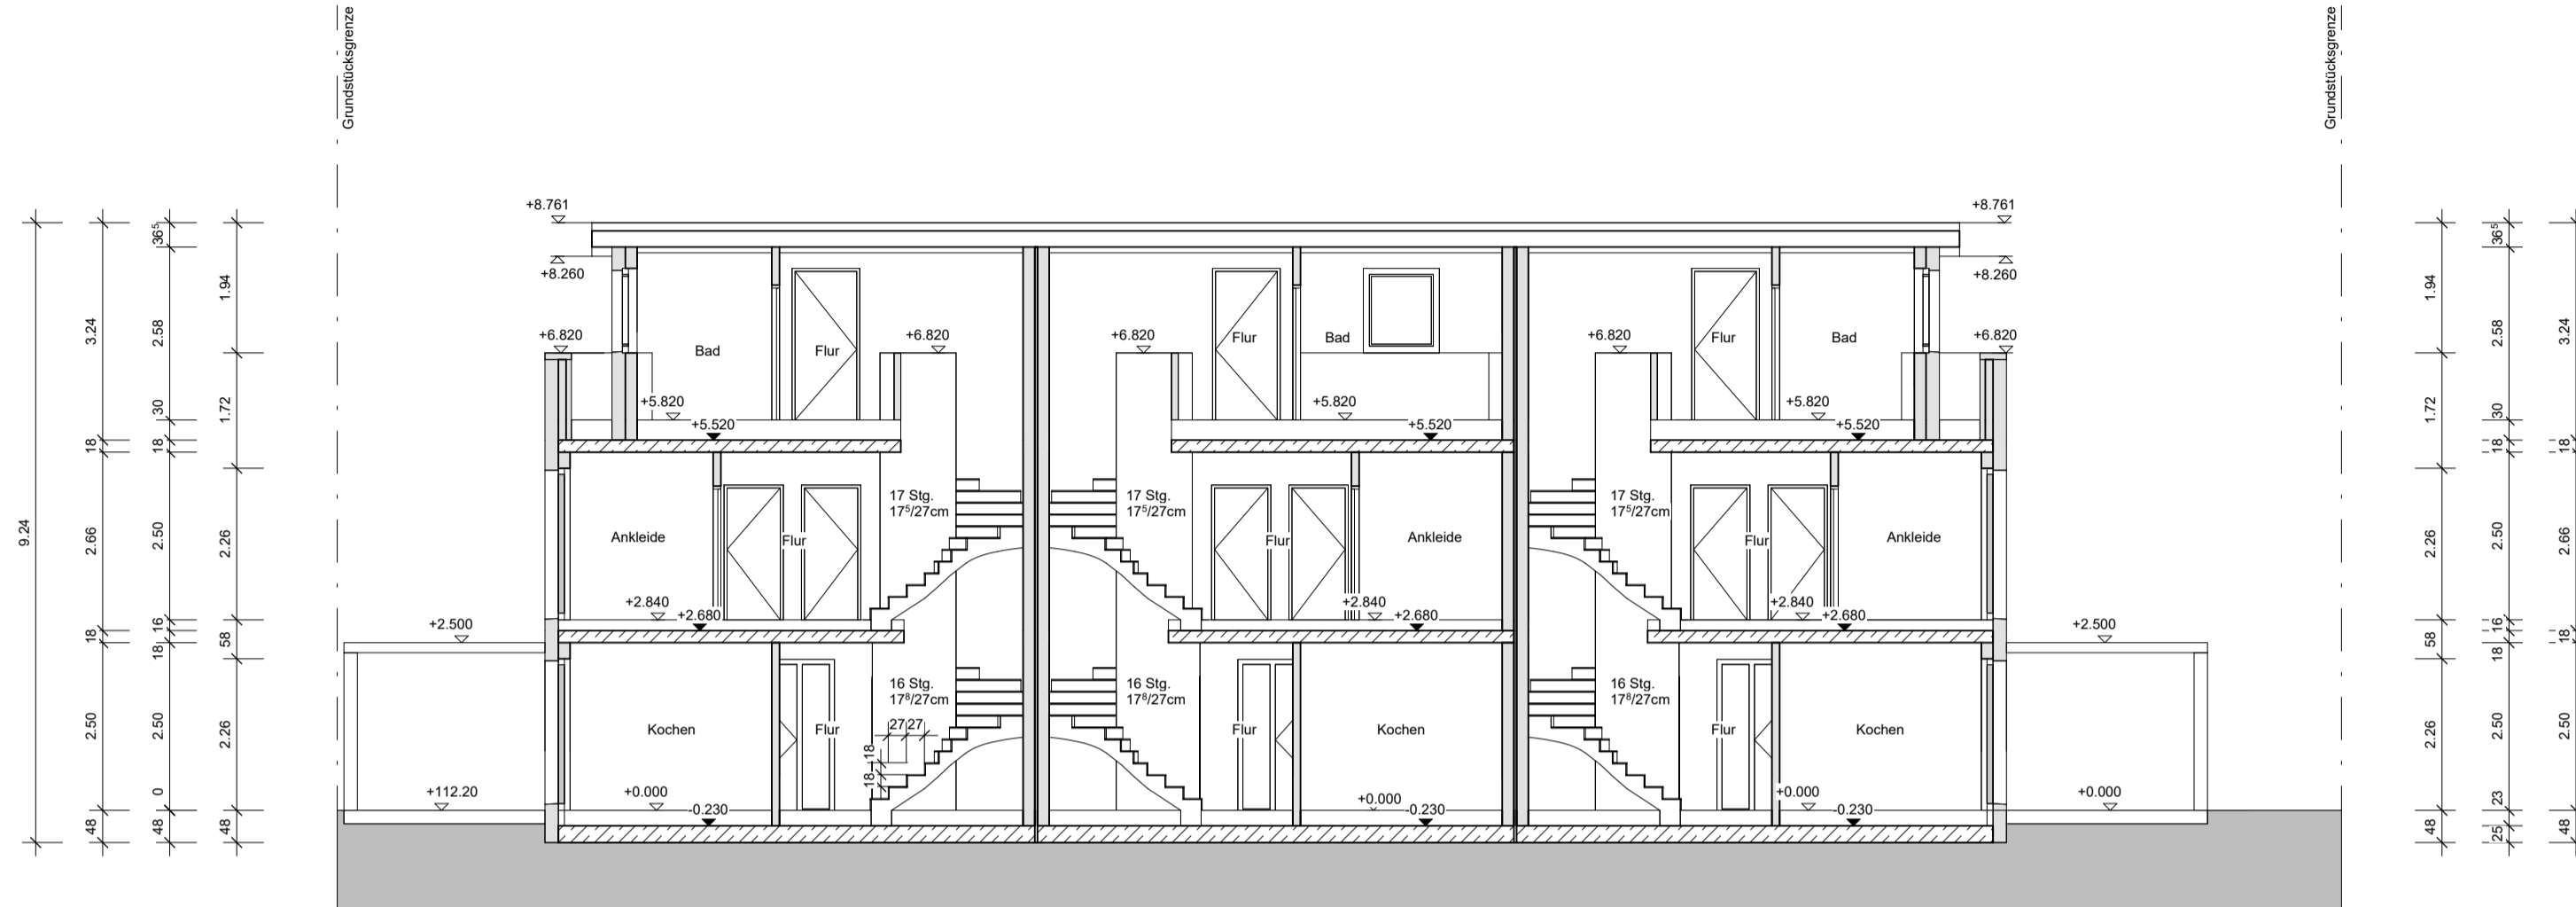 Grundstücksgrenze
Grundstücksgrenze
+8.761
+8.761
+8.260
+8.260
+6.820
+6.820
+6.820
+6.820
+6.820
Bad
Flur
Flur
Bad
Flur
Bad
+5.820
+5.520
+5.820
+5.520
+5.820
+5.520
17 Stg.
17⁵/27cm
17 Stg.
17⁵/27cm
17 Stg.
17⁵/27cm
Ankleide
Flur
Flur
Ankleide
Flur
Ankleide
+2.840
+2.680
+2.840
+2.680
+2.840
+2.680
+2.500
+2.500
16 Stg.
17⁸/27cm
16 Stg.
17⁸/27cm
16 Stg.
17⁸/27cm
Kochen
Flur
27 27
18
18
Flur
Kochen
Flur
Kochen
+112.20
+0.000
-0.230
+0.000
-0.230
+0.000
-0.230
+0.000
9.24
3.24
18
2.66
18
2.50
48
36⁵
2.58
30
18
2.50
16
18
2.50
0
48
1.94
1.72
2.26
58
2.26
48
1.94
1.72
2.26
58
2.26
48
36⁵
2.58
30
18
2.50
16
18
2.50
23
25
3.24
18
2.66
18
2.50
48